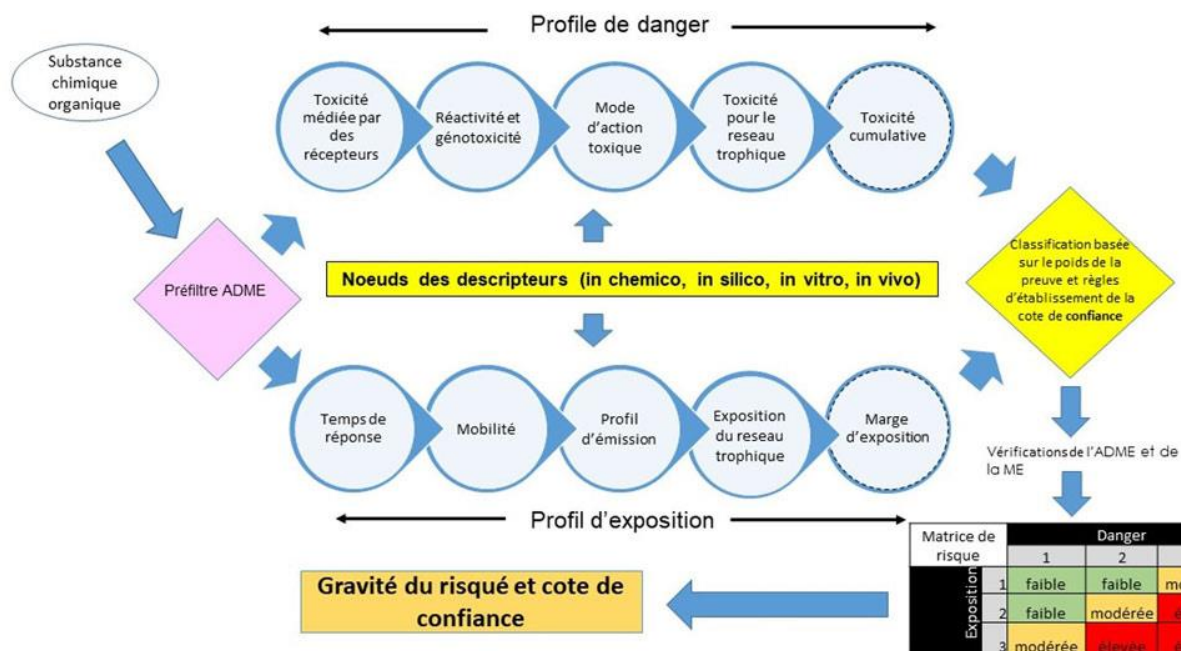 Profile de danger
Substance
chimique
organique
Toxicité
médiée par
des
récepteurs
Réactivité et
génotoxicité
Mode
d'action
toxique
Toxicité
pour le
reseau
trophique
Toxicité
cumulative
Préfiltre ADME
Noeuds des descripteurs (in chemico, in silico, in vitro, in vivo)
Classification basée
sur le poids de la
preuve et règles
d'établissement de la
cote de confiance
Temps de
réponse
Mobilité
Profil
d'émission
Exposition
du reseau
trophique
Marge
d'exposition
Vérifications de l'ADME et de
la ME
Profil d'exposition
Matrice de
risque
Danger
1 2
Exposition
1 faible faible
2 faible modérée
3 modérée élevée
Gravité du risqué et cote de
confiance